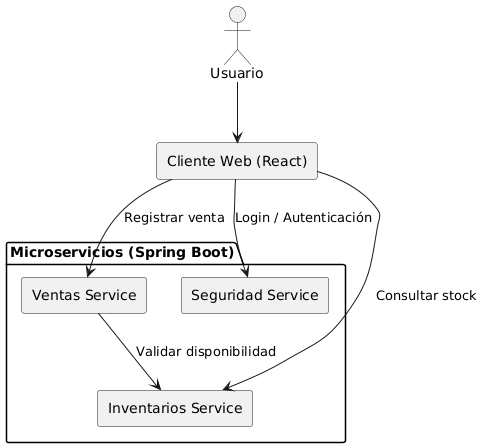 Usuario
Cliente Web (React)
Registrar venta
Login / Autenticación
Microservicios (Spring Boot)
Ventas Service
Seguridad Service
Consultar stock
Validar disponibilidad
Inventarios Service